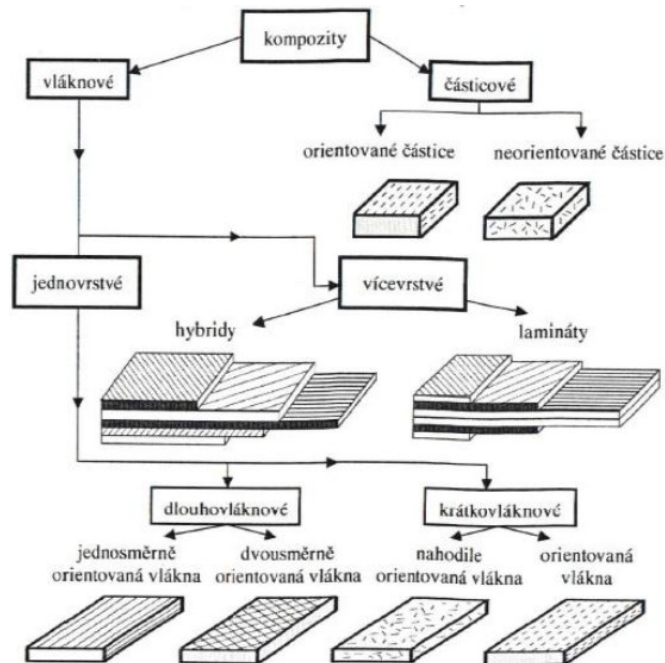 kompozity
vláknové
částicové
orientované částice
neorientované částice
jednovrstvé
vícevrstvé
hybridy
lamináty
dlouhovláknové
krátkovláknové
jednosměrně
orientovaná vlákna
dvousměrně
orientovaná vlákna
nahodile
orientovaná vlákna
orientovaná
vlákna